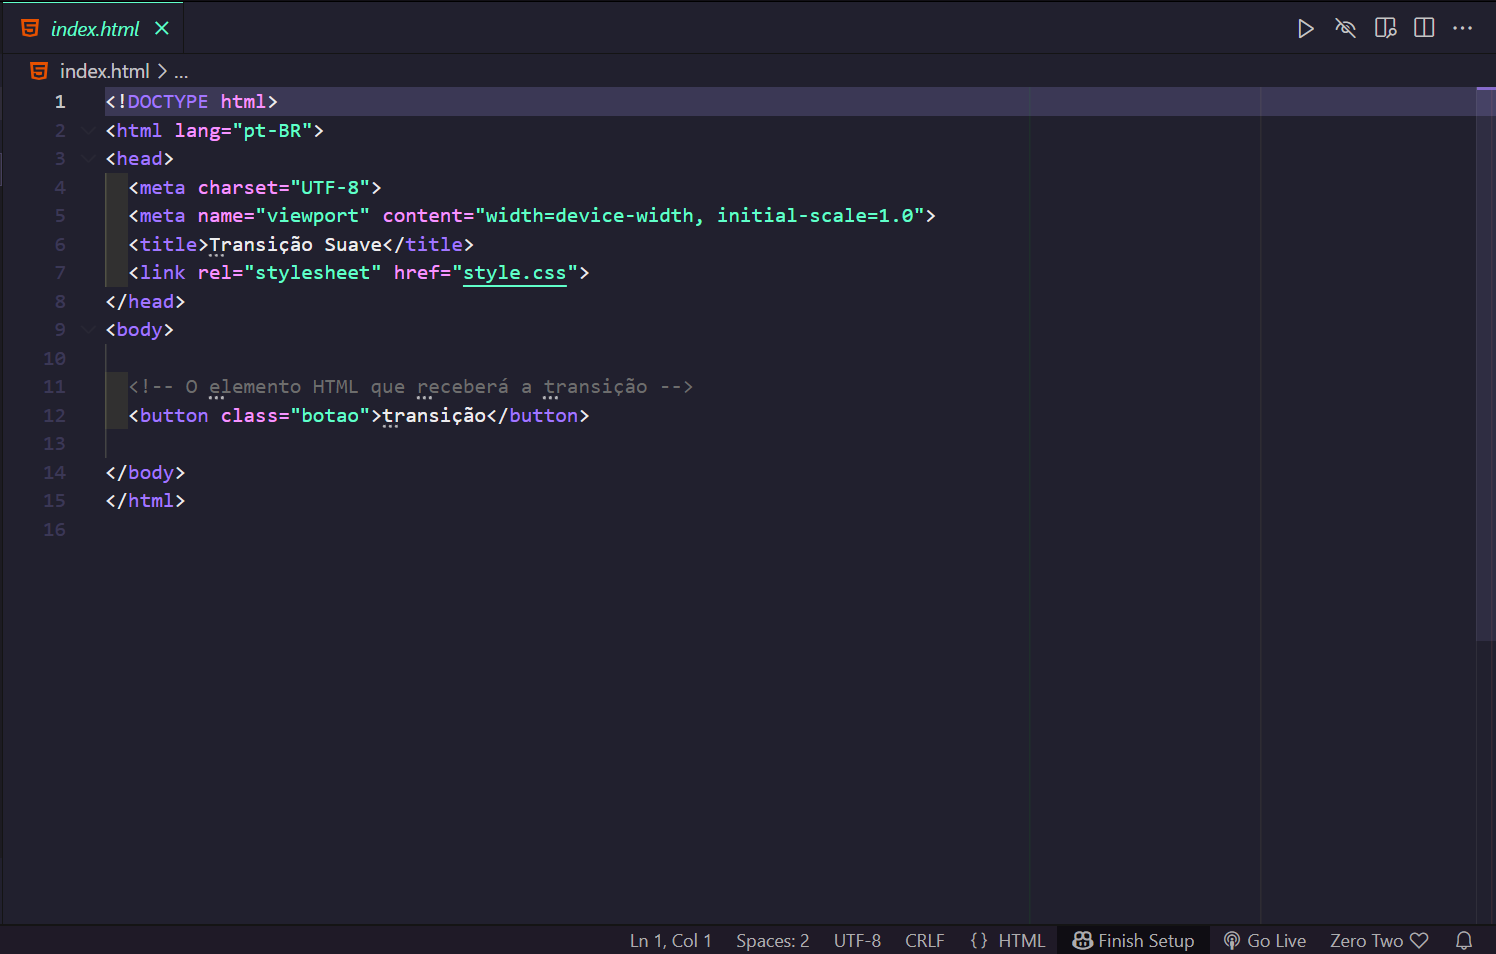 index.html
index.html > ...
1 <!DOCTYPE html>
2 <html lang="pt-BR">
3 <head>
4 <meta charset="UTF-8">
5 <meta name="viewport" content="width=device-width, initial-scale=1.0">
6 <title>Transição Suave</title>
7 <link rel="stylesheet" href="style.css">
8 </head>
9 <body>
10
11 <!-- O elemento HTML que receberá a transição -->
12 <button class="botao">transição</button>
13
14 </body>
15 </html>
16
Ln 1, Col 1 Spaces: 2 UTF-8 CRLF {} HTML Finish Setup Go Live Zero Two ♡